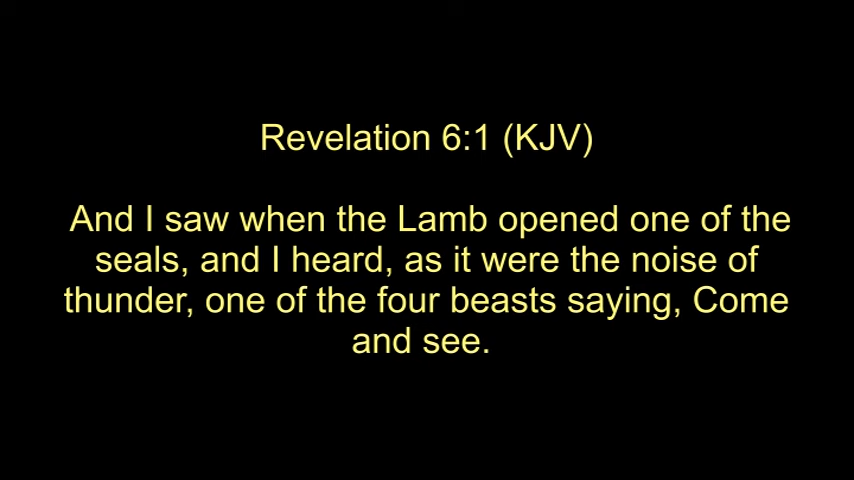 Revelation 6:1 (KJV)
And I saw when the Lamb opened one of the
seals, and I heard, as it were the noise of
thunder, one of the four beasts saying, Come
and see.